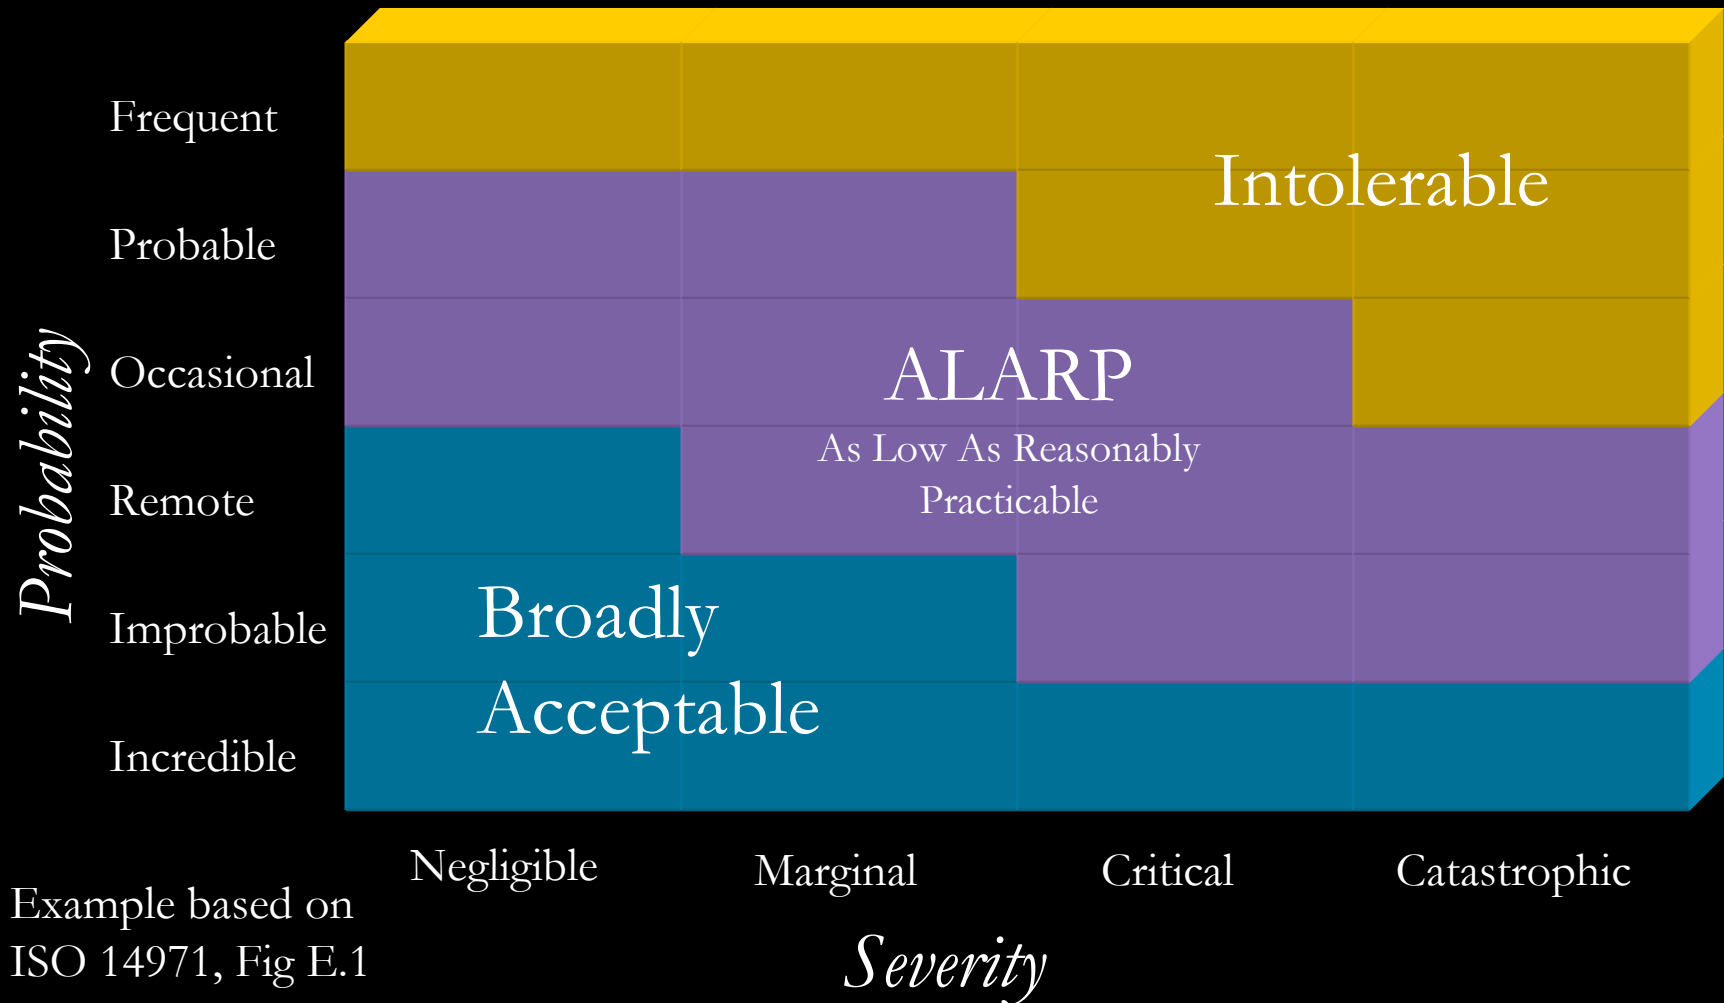 Frequent
Intolerable
Probable
Occasional
ALARP
As Low As Reasonably
Practicable
Remote
Probability
Broadly
Acceptable
Improbable
Incredible
Negligible
Marginal
Critical
Catastrophic
Severity
Example based on
ISO 14971, Fig E.1